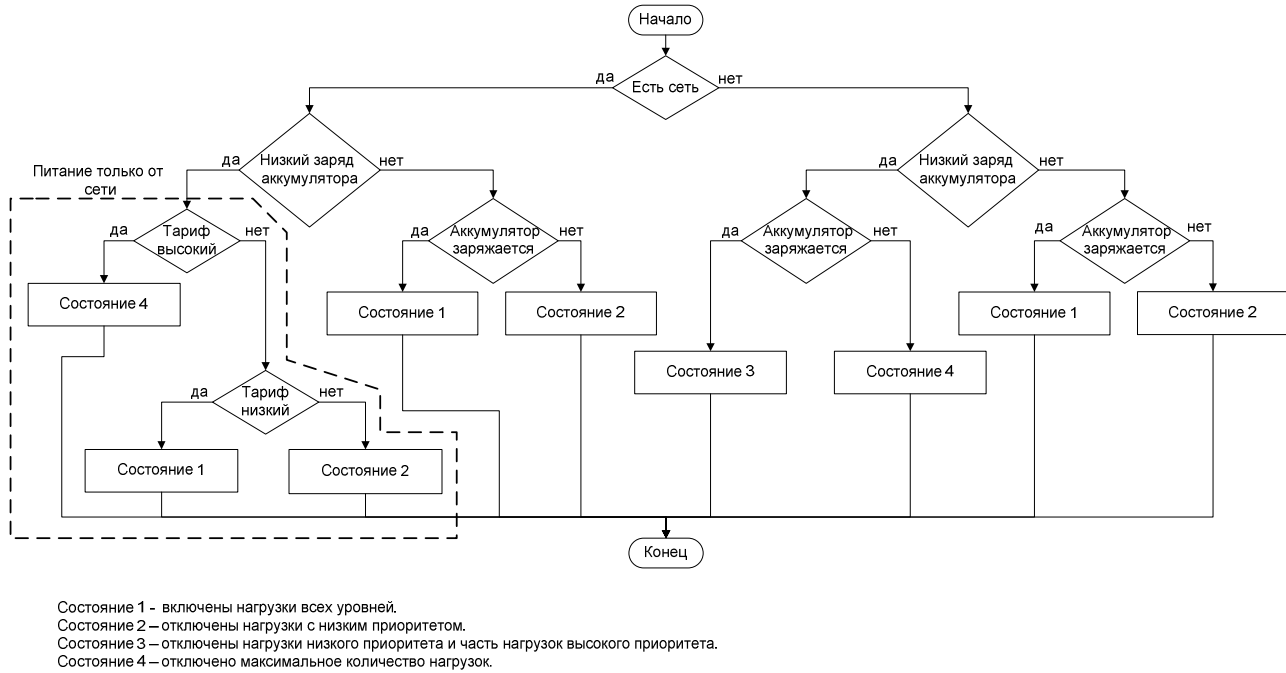 Начало
Есть сеть
да
нет
Низкий заряд
аккумулятора
да
нет
Низкий заряд
аккумулятора
да
нет
Питание только от
сети
Тариф
высокий
да
нет
Аккумулятор
заряжается
да
нет
Аккумулятор
заряжается
да
нет
Аккумулятор
заряжается
да
нет
Состояние 4
Состояние 1
Состояние 2
Состояние 1
Состояние 2
Состояние 3
Состояние 4
Тариф
низкий
да
нет
Состояние 1
Состояние 2
Конец
Состояние 1 - включены нагрузки всех уровней.
Состояние 2 – отключены нагрузки с низким приоритетом.
Состояние 3 – отключены нагрузки низкого приоритета и часть нагрузок высокого приоритета.
Состояние 4 – отключено максимальное количество нагрузок.